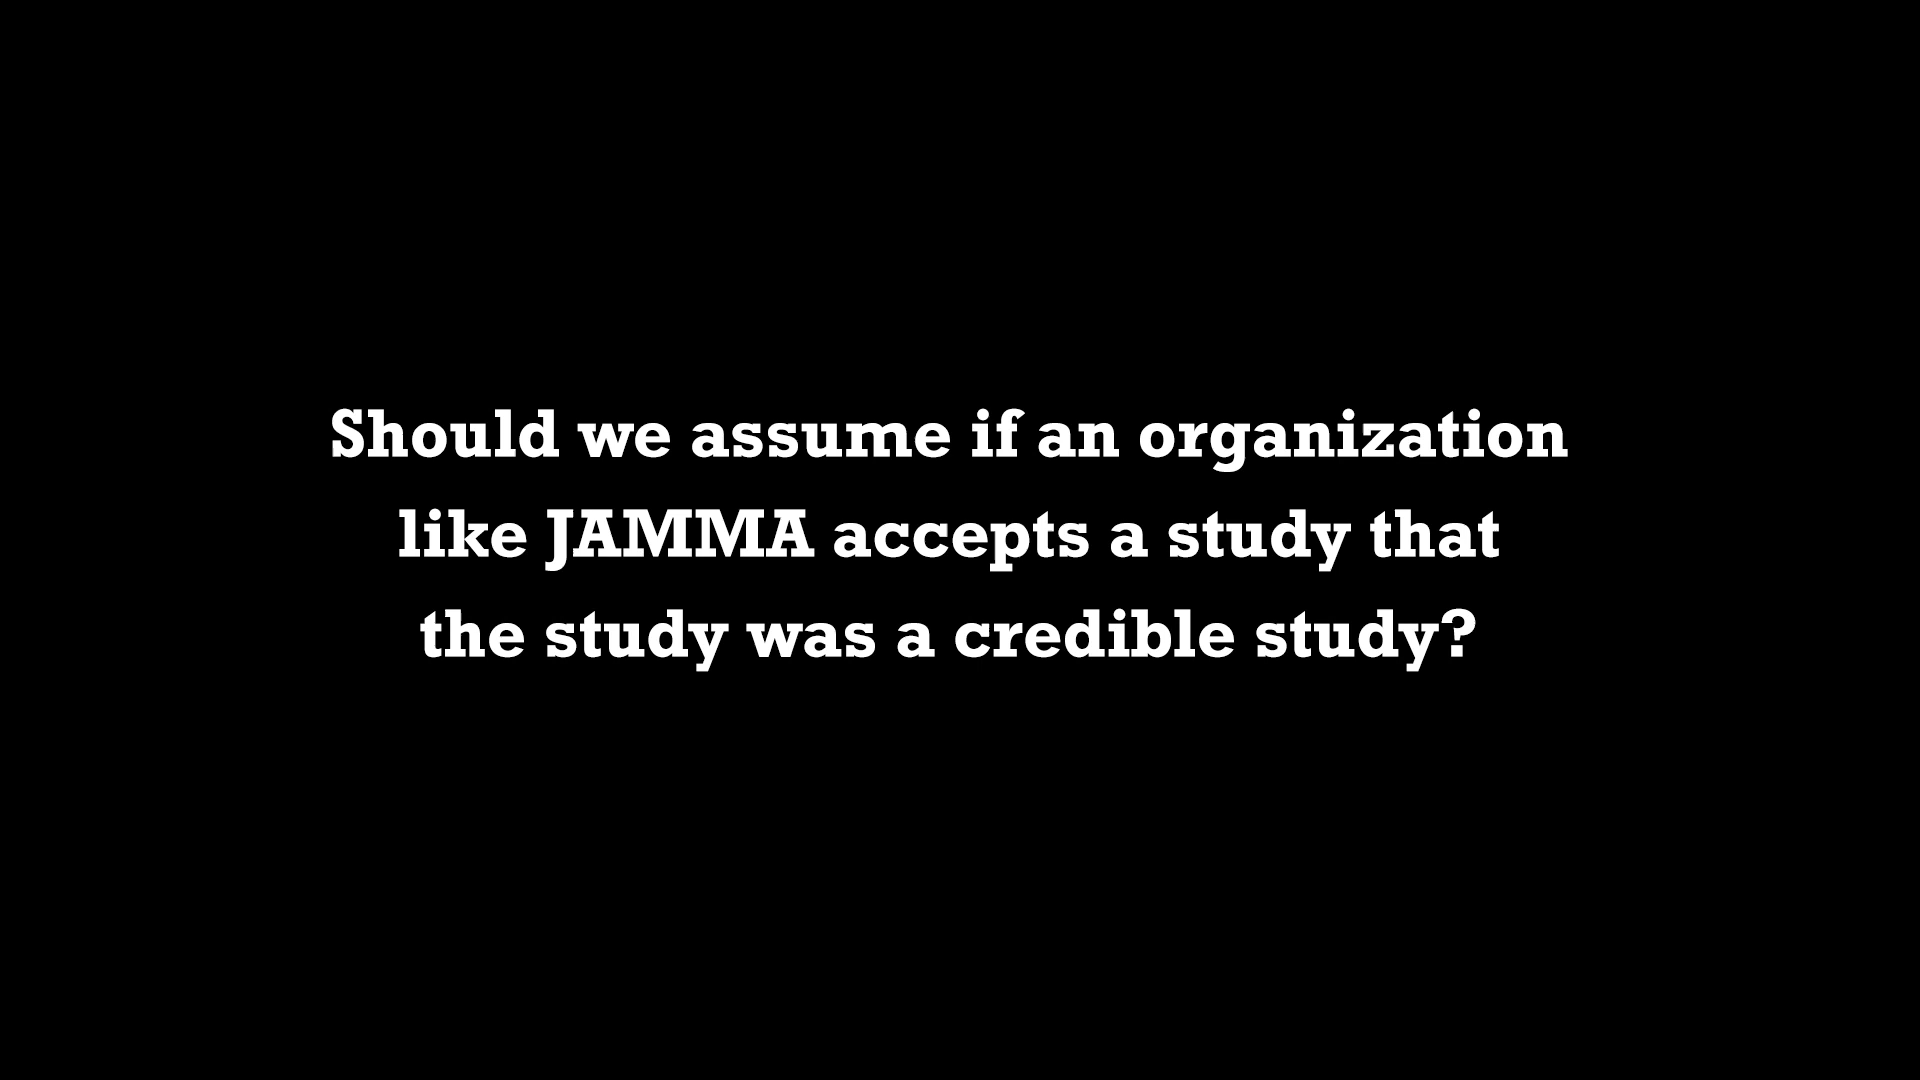 Should we assume if an organization
like JAMMA accepts a study that
the study was a credible study?